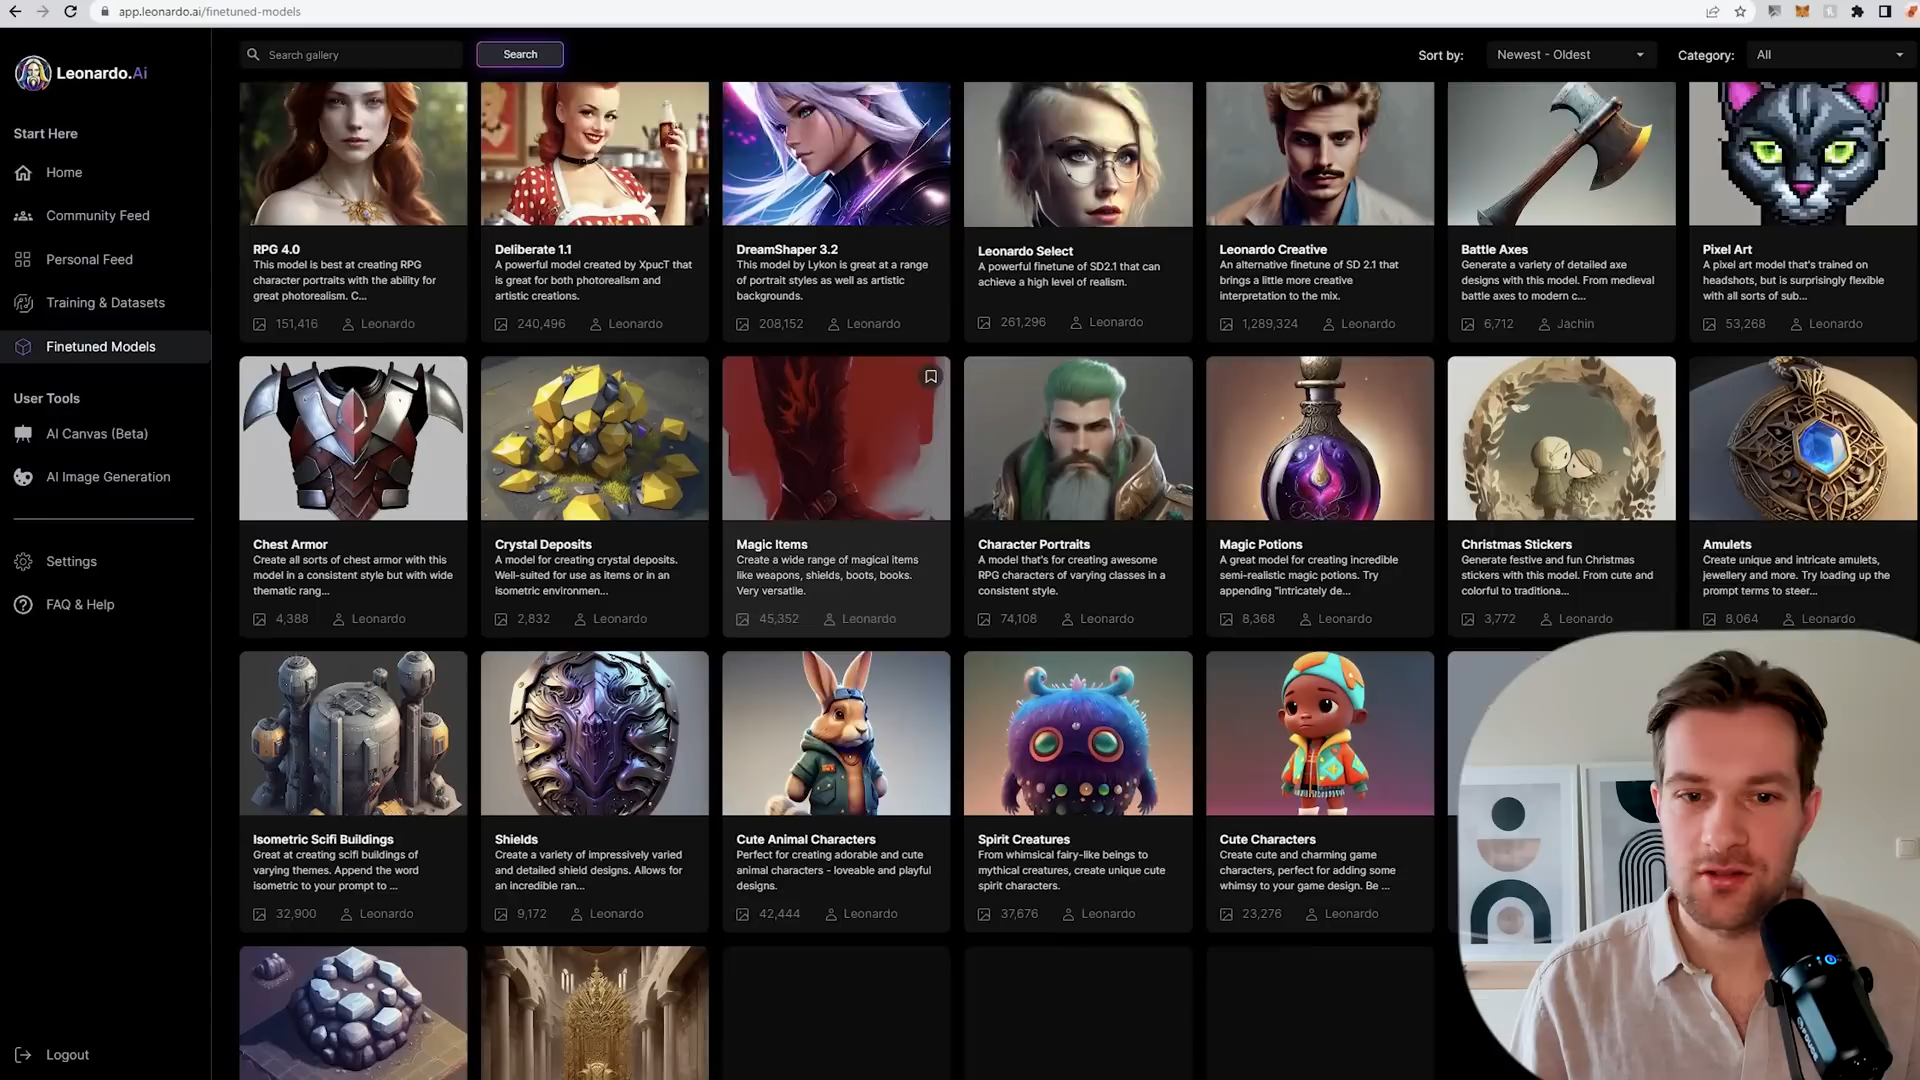 app.leonardo.ai/finetuned-models
Leonardo.Ai
Search gallery
Search
Sort by:
Newest - Oldest
Category:
All
Start Here
Home
Community Feed
Personal Feed
Training & Datasets
Finetuned Models
User Tools
AI Canvas (Beta)
AI Image Generation
Settings
FAQ & Help
Logout
RPG 4.0
This model is best at creating RPG
character portraits with the ability for
great photorealism. C...
151,416 Leonardo
Deliberate 1.1
A powerful model created by XpucT that
is great for both photorealism and
artistic creations.
240,496 Leonardo
DreamShaper 3.2
This model by Lykon is great at a range
of portrait styles as well as artistic
backgrounds.
208,152 Leonardo
Leonardo Select
A powerful finetune of SD2.1 that can
achieve a high level of realism.
261,296 Leonardo
Leonardo Creative
An alternative finetune of SD 2.1 that
brings a little more creative
interpretation to the mix.
1,289,324 Leonardo
Battle Axes
Generate a variety of detailed axe
designs with this model. From medieval
battle axes to modern c...
6,712 Jachin
Pixel Art
A pixel art model that's trained on
headshots, but is surprisingly flexible
with all sorts of sub...
53,268 Leonardo
Chest Armor
Create all sorts of chest armor with this
model in a consistent style but with wide
thematic rang...
4,388 Leonardo
Crystal Deposits
A model for creating crystal deposits.
Well-suited for use as items or in an
isometric environmen...
2,832 Leonardo
Magic Items
Create a wide range of magical items
like weapons, shields, boots, books.
Very versatile.
45,352 Leonardo
Character Portraits
A model that's for creating awesome
RPG characters of varying classes in a
consistent style.
74,108 Leonardo
Magic Potions
A great model for creating incredible
semi-realistic magic potions. Try
appending "intricately de...
8,368 Leonardo
Christmas Stickers
Generate festive and fun Christmas
stickers with this model. From cute and
colorful to traditiona...
3,772 Leonardo
Amulets
Create unique and intricate amulets,
jewellery and more. Try loading up the
prompt terms to steer...
8,064 Leonardo
Isometric Scifi Buildings
Great at creating scifi buildings of
varying themes. Append the word
isometric to your prompt to ...
32,900 Leonardo
Shields
Create a variety of impressively varied
and detailed shield designs. Allows for
an incredible ran...
9,172 Leonardo
Cute Animal Characters
Perfect for creating adorable and cute
animal characters - loveable and playful
designs.
42,444 Leonardo
Spirit Creatures
From whimsical fairy-like beings to
mythical creatures, create unique cute
spirit characters.
37,676 Leonardo
Cute Characters
Create cute and charming game
characters, perfect for adding some
whimsy to your game design. Be ...
23,276 Leonardo